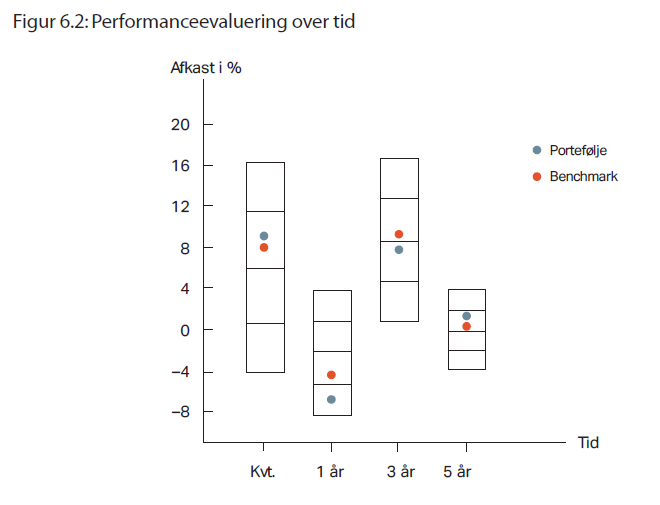 Figur 6.2: Performanceevaluering over tid
Afkast i %
20
16
12
8
4
0
–4
–8
Portefølje
Benchmark
Tid
Kvt. 1 år 3 år 5 år